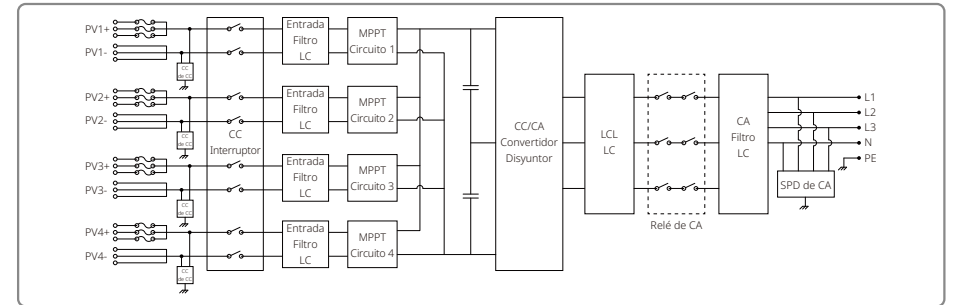 PV1+
PV1-
CC
de CC
Entrada
Filtro
LC
MPPT
Circuito 1
PV2+
PV2-
CC
de CC
Entrada
Filtro
LC
MPPT
Circuito 2
CC
Interruptor
PV3+
PV3-
CC
de CC
Entrada
Filtro
LC
MPPT
Circuito 3
PV4+
PV4-
CC
de CC
Entrada
Filtro
LC
MPPT
Circuito 4
CC/CA
Convertidor
Disyuntor
LCL
LC
Relé de CA
CA
Filtro
LC
L1
L2
L3
N
PE
SPD de CA